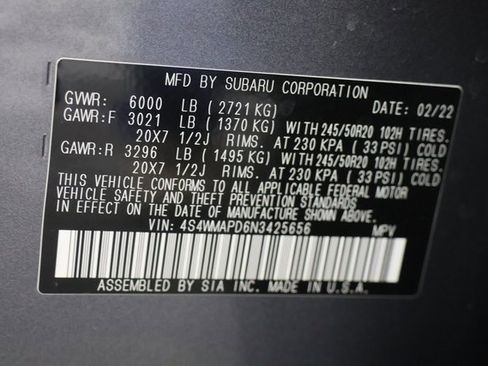 MFD BY SUBARU CORPORATION
GVWR: 6000 LB (2721 KG) DATE: 02/22
GAWR:F 3021 LB (1370 KG) WITH 245/50R20 102H TIRES.
20X7 1/2J RIMS. AT 230 KPA (33 PSI) COLD
GAWR:R 3296 LB (1495 KG) WITH 245/50R20 102H TIRES.
20X7 1/2J RIMS. AT 230 KPA (33 PSI) COLD
THIS VEHICLE CONFORMS TO ALL APPLICABLE FEDERAL MOTOR
VEHICLE SAFETY AND THEFT PREVENTION STANDARDS
IN EFFECT ON THE DATE OF MANUFACTURE SHOWN ABOVE.
VIN: 4S4WMAPD6N3425656 MPV
ASSEMBLED BY SIA INC. MADE IN U.S.A.